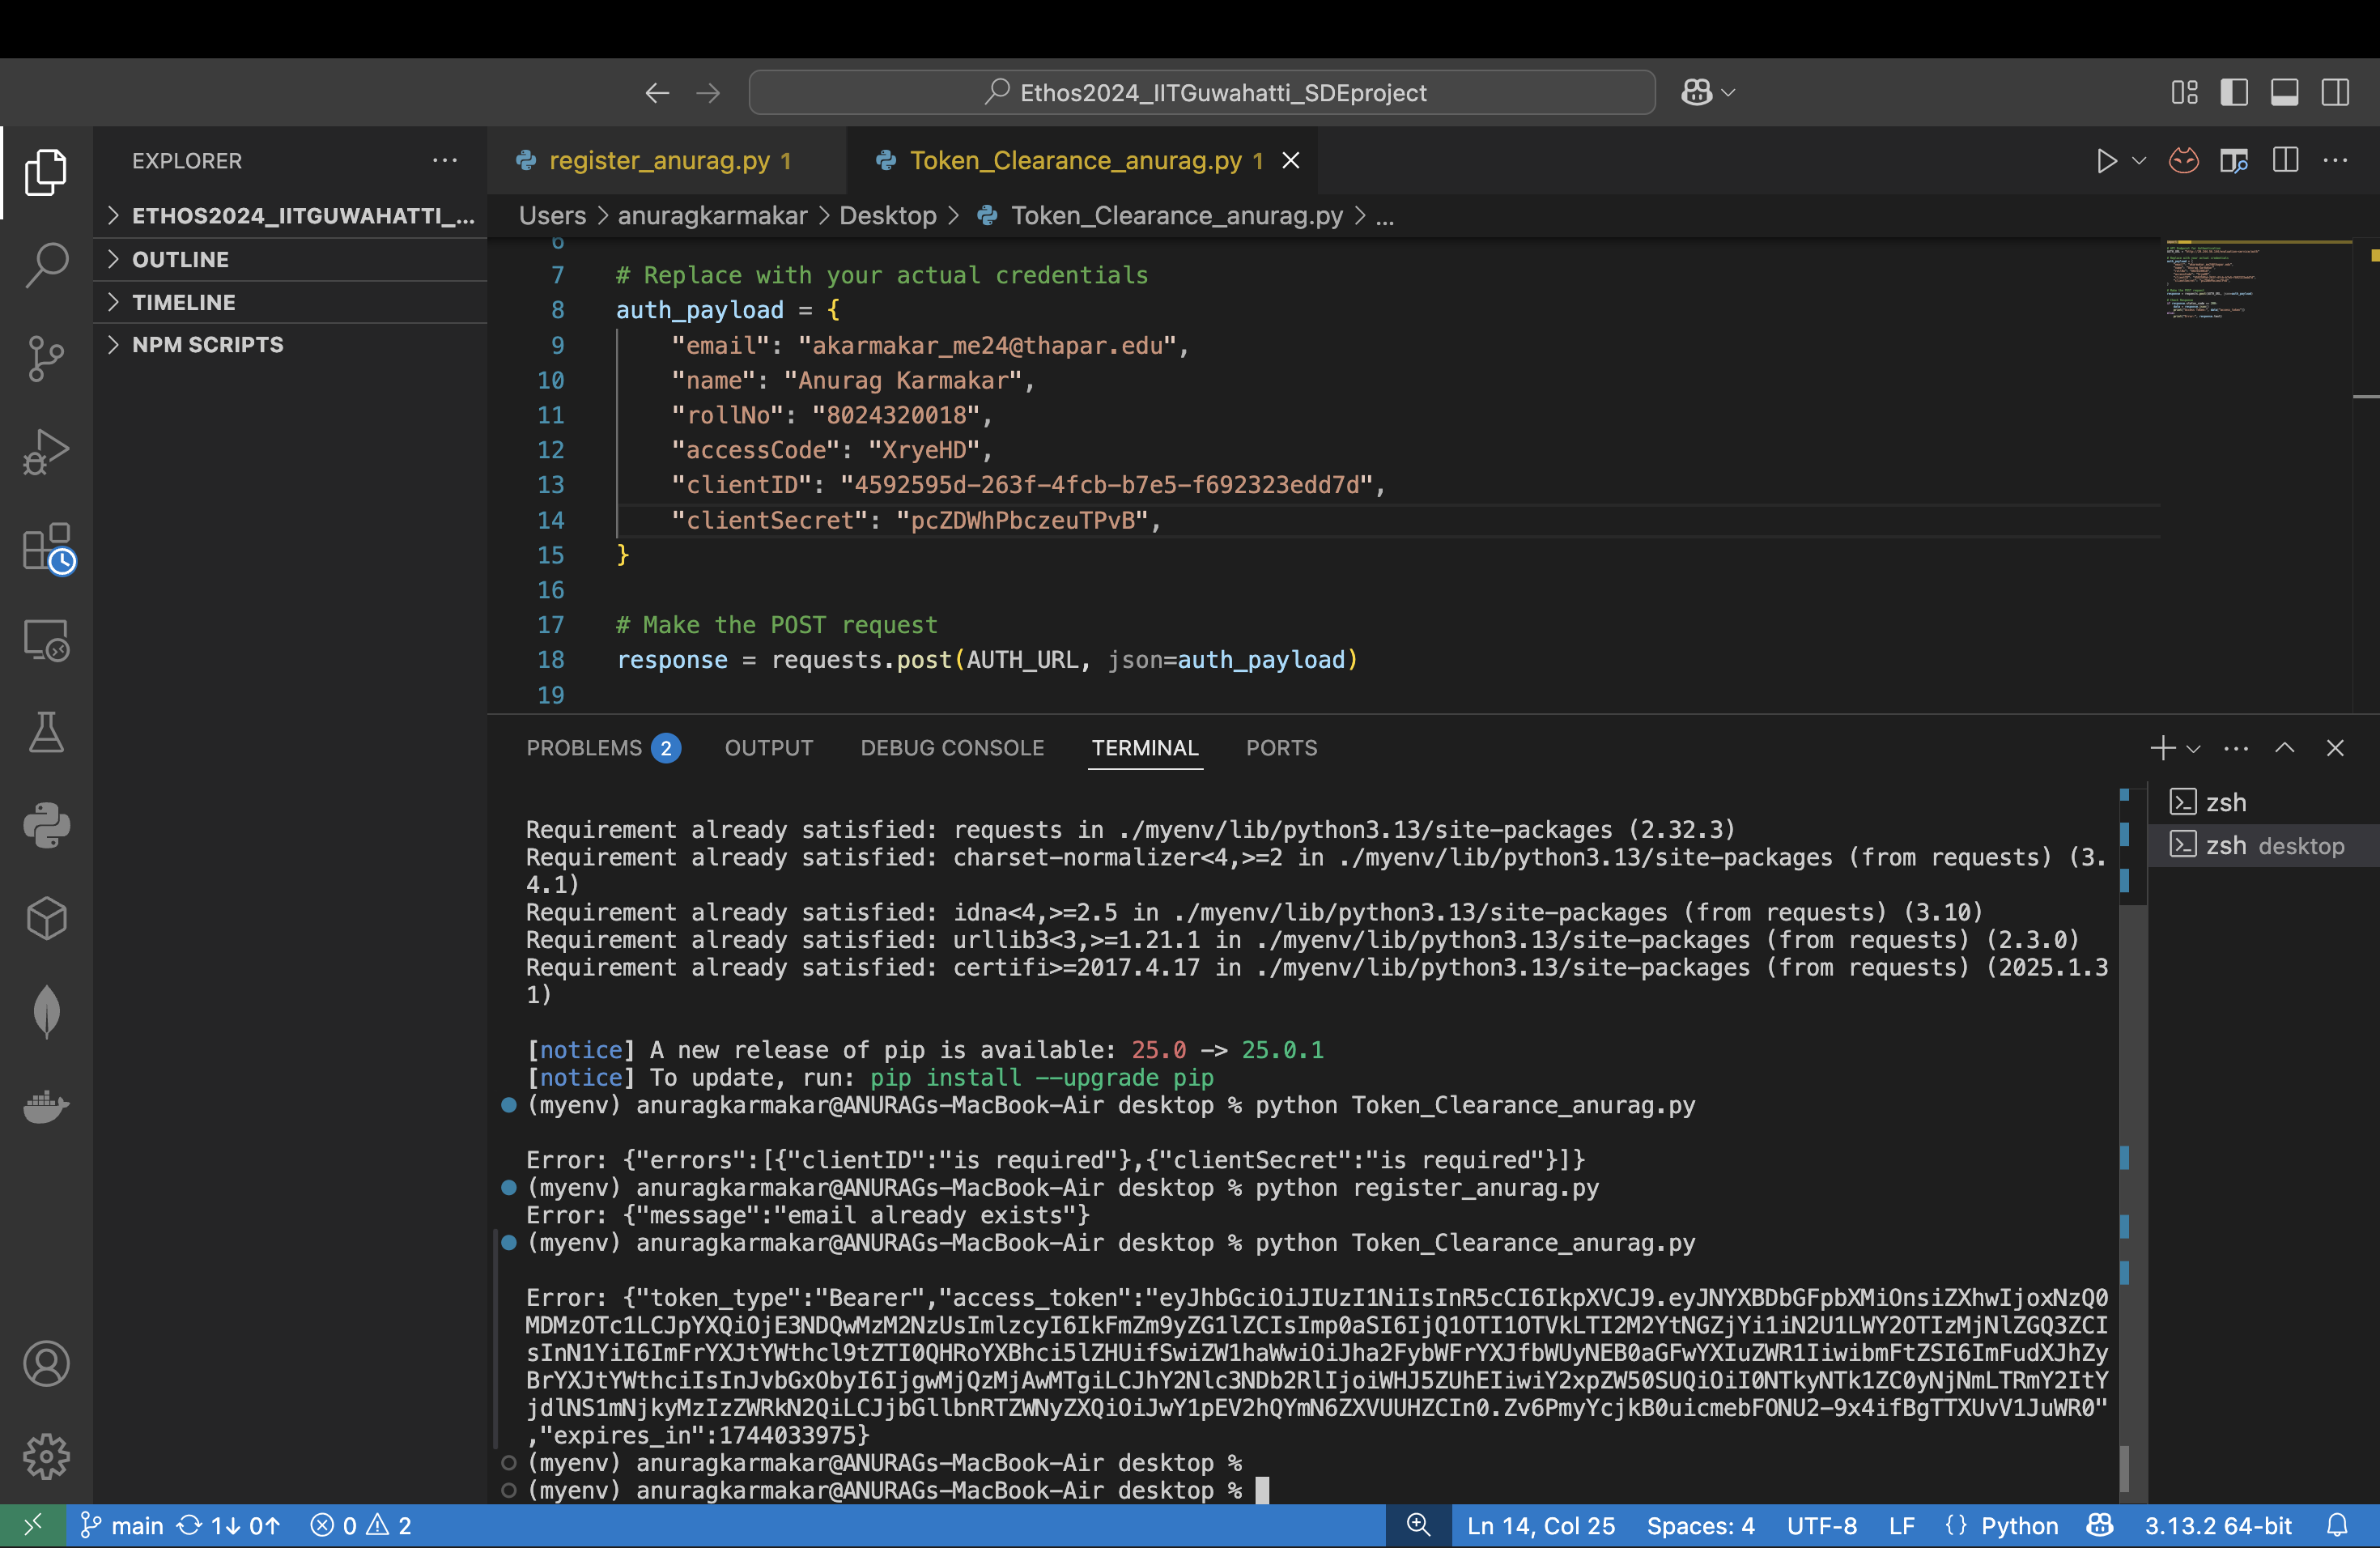 Ethos2024_IITGuwahatti_SDEproject
EXPLORER
ETHOS2024_IITGUWAHATTI_...
OUTLINE
TIMELINE
NPM SCRIPTS
register_anurag.py 1
Token_Clearance_anurag.py 1
Users > anuragkarmakar > Desktop > Token_Clearance_anurag.py > ...
6
7 # Replace with your actual credentials
8 auth_payload = {
9 "email": "akarmakar_me24@thapar.edu",
10 "name": "Anurag Karmakar",
11 "rollNo": "8024320018",
12 "accessCode": "XryeHD",
13 "clientID": "4592595d-263f-4fcb-b7e5-f692323edd7d",
14 "clientSecret": "pcZDWhPbczeuTPvB",
15 }
16
17 # Make the POST request
18 response = requests.post(AUTH_URL, json=auth_payload)
19
PROBLEMS 2 OUTPUT DEBUG CONSOLE TERMINAL PORTS
zsh
zsh desktop
Requirement already satisfied: requests in ./myenv/lib/python3.13/site-packages (2.32.3)
Requirement already satisfied: charset-normalizer<4,>=2 in ./myenv/lib/python3.13/site-packages (from requests) (3.
4.1)
Requirement already satisfied: idna<4,>=2.5 in ./myenv/lib/python3.13/site-packages (from requests) (3.10)
Requirement already satisfied: urllib3<3,>=1.21.1 in ./myenv/lib/python3.13/site-packages (from requests) (2.3.0)
Requirement already satisfied: certifi>=2017.4.17 in ./myenv/lib/python3.13/site-packages (from requests) (2025.1.3
1)
[notice] A new release of pip is available: 25.0 -> 25.0.1
[notice] To update, run: pip install --upgrade pip
(myenv) anuragkarmakar@ANURAGs-MacBook-Air desktop % python Token_Clearance_anurag.py
Error: {"errors":[{"clientID":"is required"},{"clientSecret":"is required"}]}
(myenv) anuragkarmakar@ANURAGs-MacBook-Air desktop % python register_anurag.py
Error: {"message":"email already exists"}
(myenv) anuragkarmakar@ANURAGs-MacBook-Air desktop % python Token_Clearance_anurag.py
Error: {"token_type":"Bearer","access_token":"eyJhbGciOiJIUzI1NiIsInR5cCI6IkpXVCJ9.eyJNYXBDbGFpbXMiOnsiZXhwIjoxNzQ0
MDMzOTc1LCJpYXQiOjE3NDQwMzM2NzUsImlzcyI6IkFmZm9yZG1lZCIsImp0aSI6IjQ1OTI1OTVkLTI2M2YtNGZjYi1iN2U1LWY2OTIzMjNlZGQ3ZCI
sInN1YiI6ImFrYXJtYWthcl9tZTI0QHRoYXBhci5lZHUifSwiZW1haWwiOiJha2FybWFrYXJfbWUyNEB0aGFwYXIuZWR1IiwibmFtZSI6ImFudXJhZy
BrYXJtYWthciIsInJvbGxObyI6IjgwMjQzMjAwMTgiLCJhY2Nlc3NDb2RlIjoiWHJ5ZUhEIiwiY2xpZW50SUQiOiI0NTkyNTk1ZC0yNjNmLTRmY2ItY
jdlNS1mNjkyMzIzZWRkN2QiLCJjbGllbnRTZWNyZXQiOiJwY1pEV2hQYmN6ZXVUUHZCIn0.Zv6PmyYcjkB0uicmebFONU2-9x4ifBgTTXUvV1JuWR0"
,"expires_in":1744033975}
(myenv) anuragkarmakar@ANURAGs-MacBook-Air desktop %
(myenv) anuragkarmakar@ANURAGs-MacBook-Air desktop %
main 1↓ 0↑ 0 2 Ln 14, Col 25 Spaces: 4 UTF-8 LF {} Python 3.13.2 64-bit